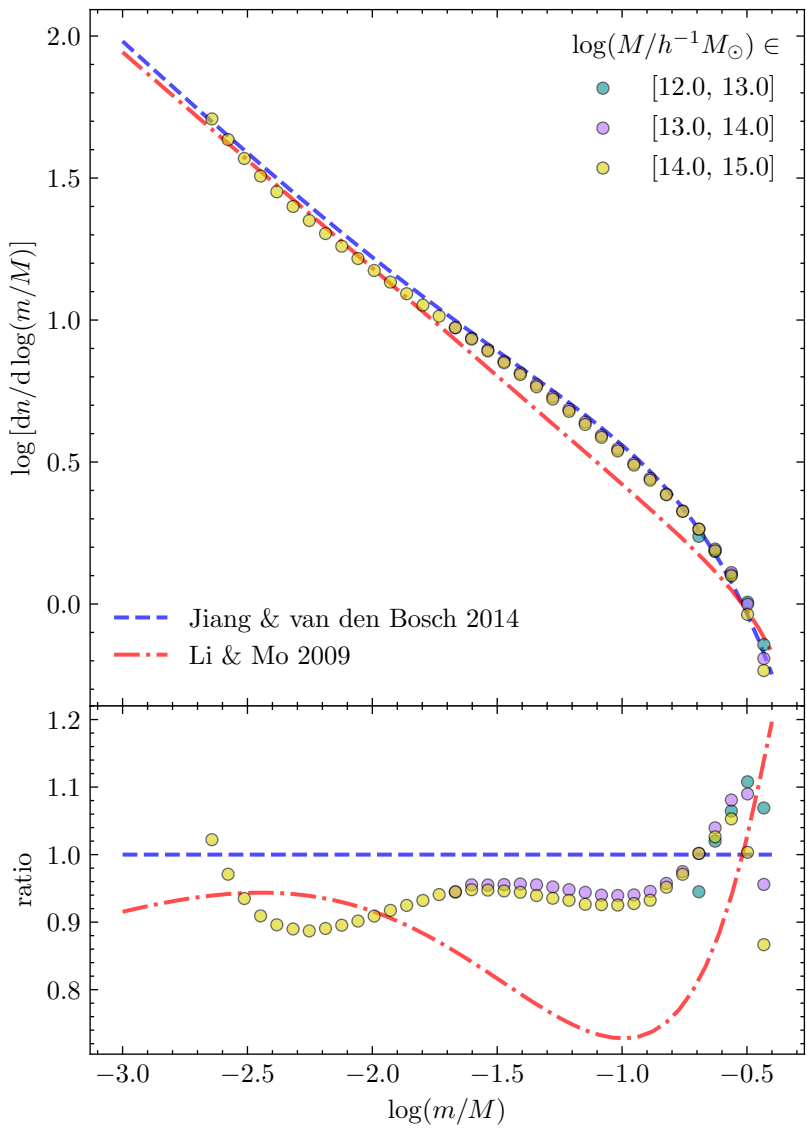 2.0
1.5
1.0
0.5
0.0
log [dn/d log(m/M)]
log(M/h⁻¹M⊙) ∈
[12.0, 13.0]
[13.0, 14.0]
[14.0, 15.0]
Jiang & van den Bosch 2014
Li & Mo 2009
1.2
1.1
1.0
0.9
0.8
ratio
−3.0 −2.5 −2.0 −1.5 −1.0 −0.5
log(m/M)